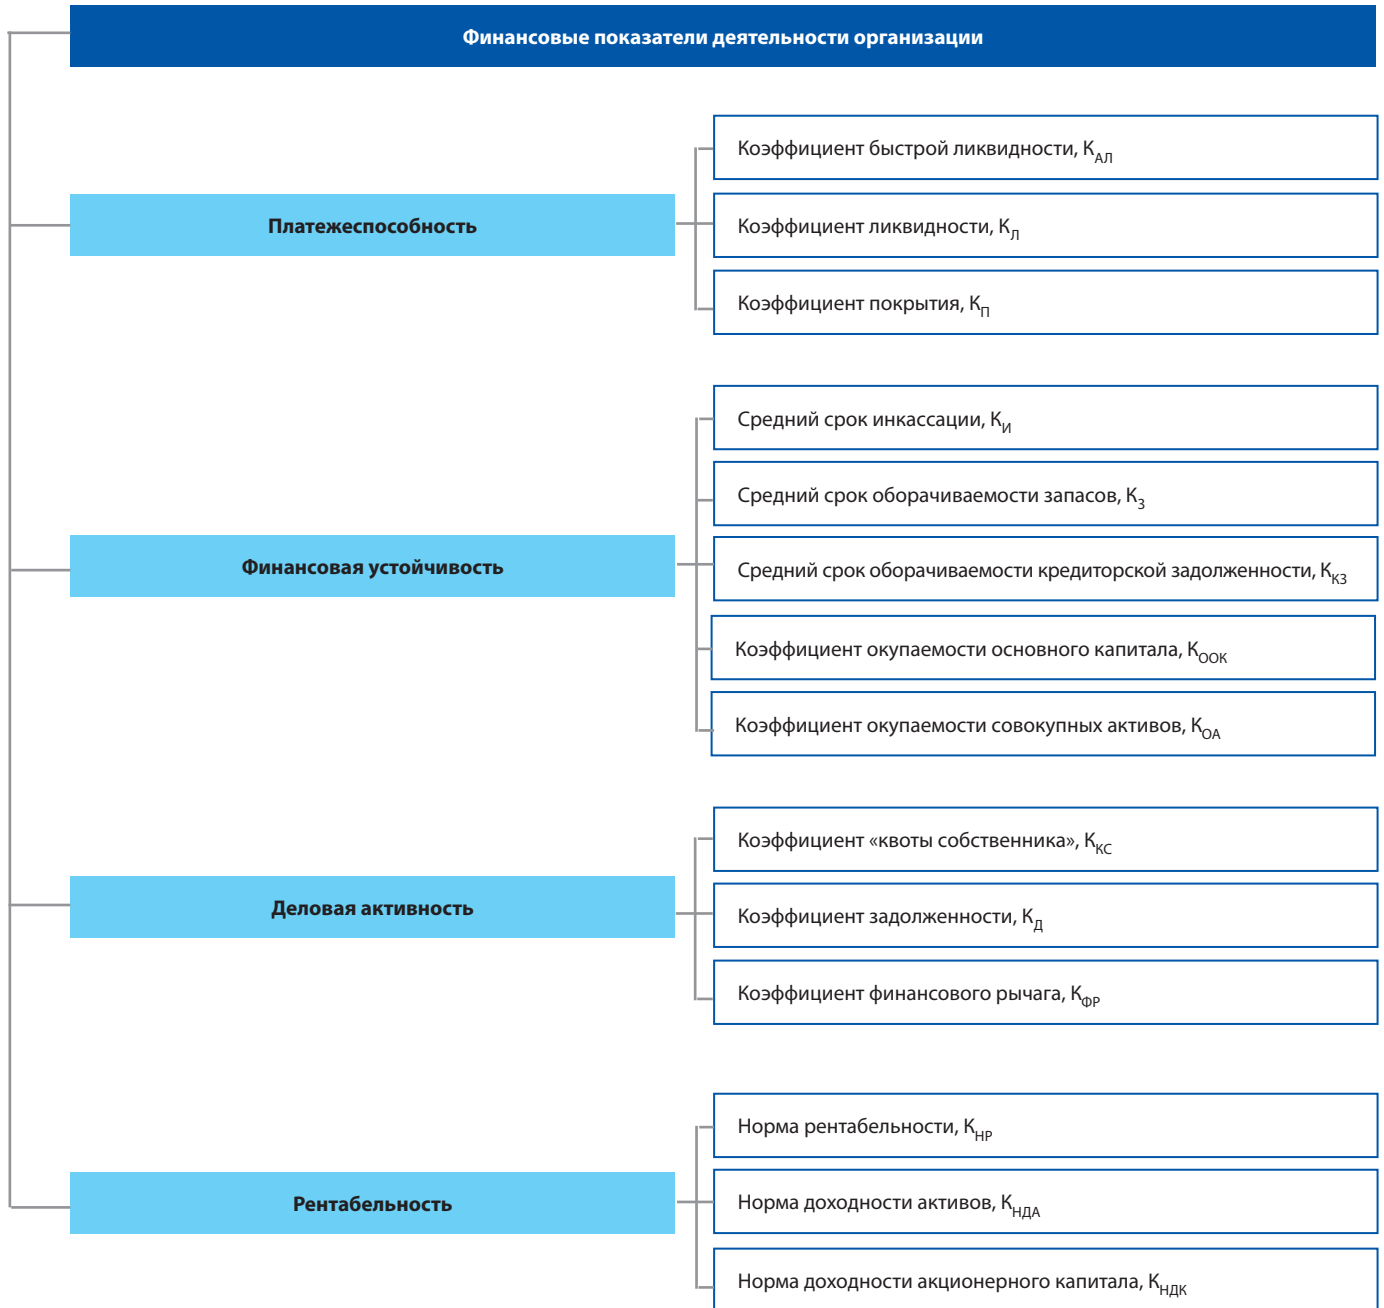 Финансовые показатели деятельности организации
Платежеспособность
Коэффициент быстрой ликвидности, КАЛ
Коэффициент ликвидности, КЛ
Коэффициент покрытия, КП
Финансовая устойчивость
Средний срок инкассации, КИ
Средний срок оборачиваемости запасов, КЗ
Средний срок оборачиваемости кредиторской задолженности, ККЗ
Коэффициент окупаемости основного капитала, КООК
Коэффициент окупаемости совокупных активов, КОА
Деловая активность
Коэффициент «квоты собственника», ККС
Коэффициент задолженности, КД
Коэффициент финансового рычага, КФР
Рентабельность
Норма рентабельности, КНР
Норма доходности активов, КНДА
Норма доходности акционерного капитала, КНДК